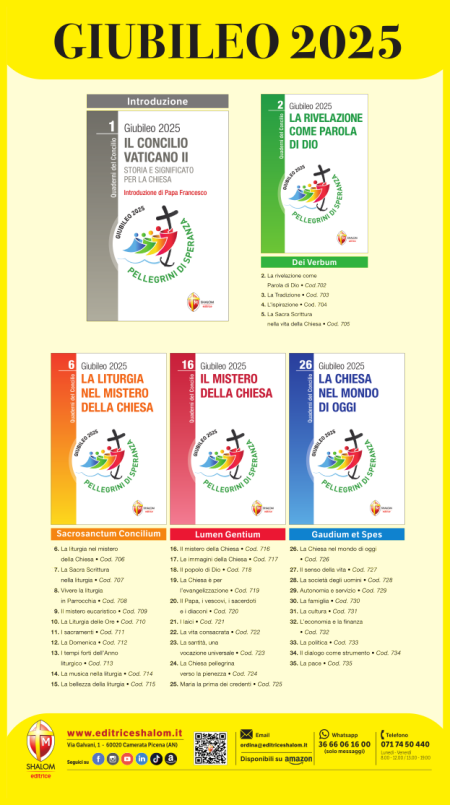 GIUBILEO 2025
Introduzione
1
Giubileo 2025
IL CONCILIO
VATICANO II
STORIA E SIGNIFICATO
PER LA CHIESA
Introduzione di Papa Francesco
Quaderni del Concilio
GIUBILEO 2025
PELLEGRINI DI SPERANZA
SHALOM
editrice
2
Giubileo 2025
LA RIVELAZIONE
COME PAROLA
DI DIO
Quaderni del Concilio
GIUBILEO 2025
PELLEGRINI DI SPERANZA
SHALOM
Dei Verbum
2. La rivelazione come
Parola di Dio • Cod. 702
3. La Tradizione • Cod. 703
4. L'ispirazione • Cod. 704
5. La Sacra Scrittura
nella vita della Chiesa • Cod. 705
6
Giubileo 2025
LA LITURGIA
NEL MISTERO
DELLA CHIESA
Quaderni del Concilio
GIUBILEO 2025
PELLEGRINI DI SPERANZA
SHALOM
Sacrosanctum Concilium
6. La liturgia nel mistero
della Chiesa • Cod. 706
7. La Sacra Scrittura
nella liturgia • Cod. 707
8. Vivere la liturgia
in Parrocchia • Cod. 708
9. Il mistero eucaristico • Cod. 709
10. La Liturgia delle Ore • Cod. 710
11. I sacramenti • Cod. 711
12. La Domenica • Cod. 712
13. I tempi forti dell'Anno
liturgico • Cod. 713
14. La musica nella liturgia • Cod. 714
15. La bellezza della liturgia • Cod. 715
16
Giubileo 2025
IL MISTERO
DELLA CHIESA
Quaderni del Concilio
GIUBILEO 2025
PELLEGRINI DI SPERANZA
SHALOM
Lumen Gentium
16. Il mistero della Chiesa • Cod. 716
17. Le immagini della Chiesa • Cod. 717
18. Il popolo di Dio • Cod. 718
19. La Chiesa è per
l'evangelizzazione • Cod. 719
20. Il Papa, i vescovi, i sacerdoti
e i diaconi • Cod. 720
21. I laici • Cod. 721
22. La vita consacrata • Cod. 722
23. La santità, una
vocazione universale • Cod. 723
24. La Chiesa pellegrina
verso la pienezza • Cod. 724
25. Maria la prima dei credenti • Cod. 725
26
Giubileo 2025
LA CHIESA
NEL MONDO
DI OGGI
Quaderni del Concilio
GIUBILEO 2025
PELLEGRINI DI SPERANZA
SHALOM
Gaudium et Spes
26. La Chiesa nel mondo di oggi
• Cod. 726
27. Il senso della vita • Cod. 727
28. La società degli uomini • Cod. 728
29. Autonomia e servizio • Cod. 729
30. La famiglia • Cod. 730
31. La cultura • Cod. 731
32. L'economia e la finanza
• Cod. 732
33. La politica • Cod. 733
34. Il dialogo come strumento • Cod. 734
35. La pace • Cod. 735
SHALOM
editrice
www.editriceshalom.it
Via Galvani, 1 - 60020 Camerata Picena (AN)
Seguici su
Email
ordina@editriceshalom.it
Disponibili su amazon
Whatsapp
36 66 06 16 00
(solo messaggi)
Telefono
071 74 50 440
Lunedì - Venerdì